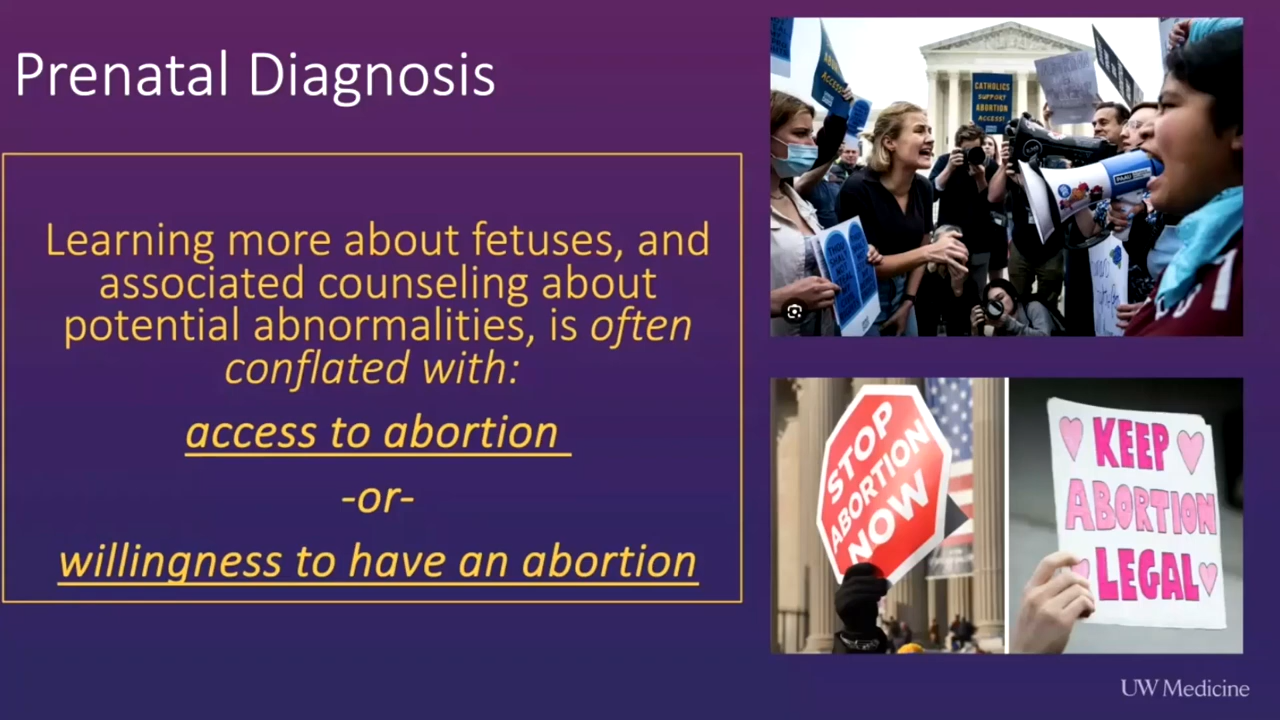 Prenatal Diagnosis
Learning more about fetuses, and
associated counseling about
potential abnormalities, is often
conflated with:
access to abortion
-or-
willingness to have an abortion
CATHOLICS
SUPPORT
ABORTION
ACCESS!
PAAU
STOP
ABORTION
NOW
KEEP
ABORTION
LEGAL
UW Medicine